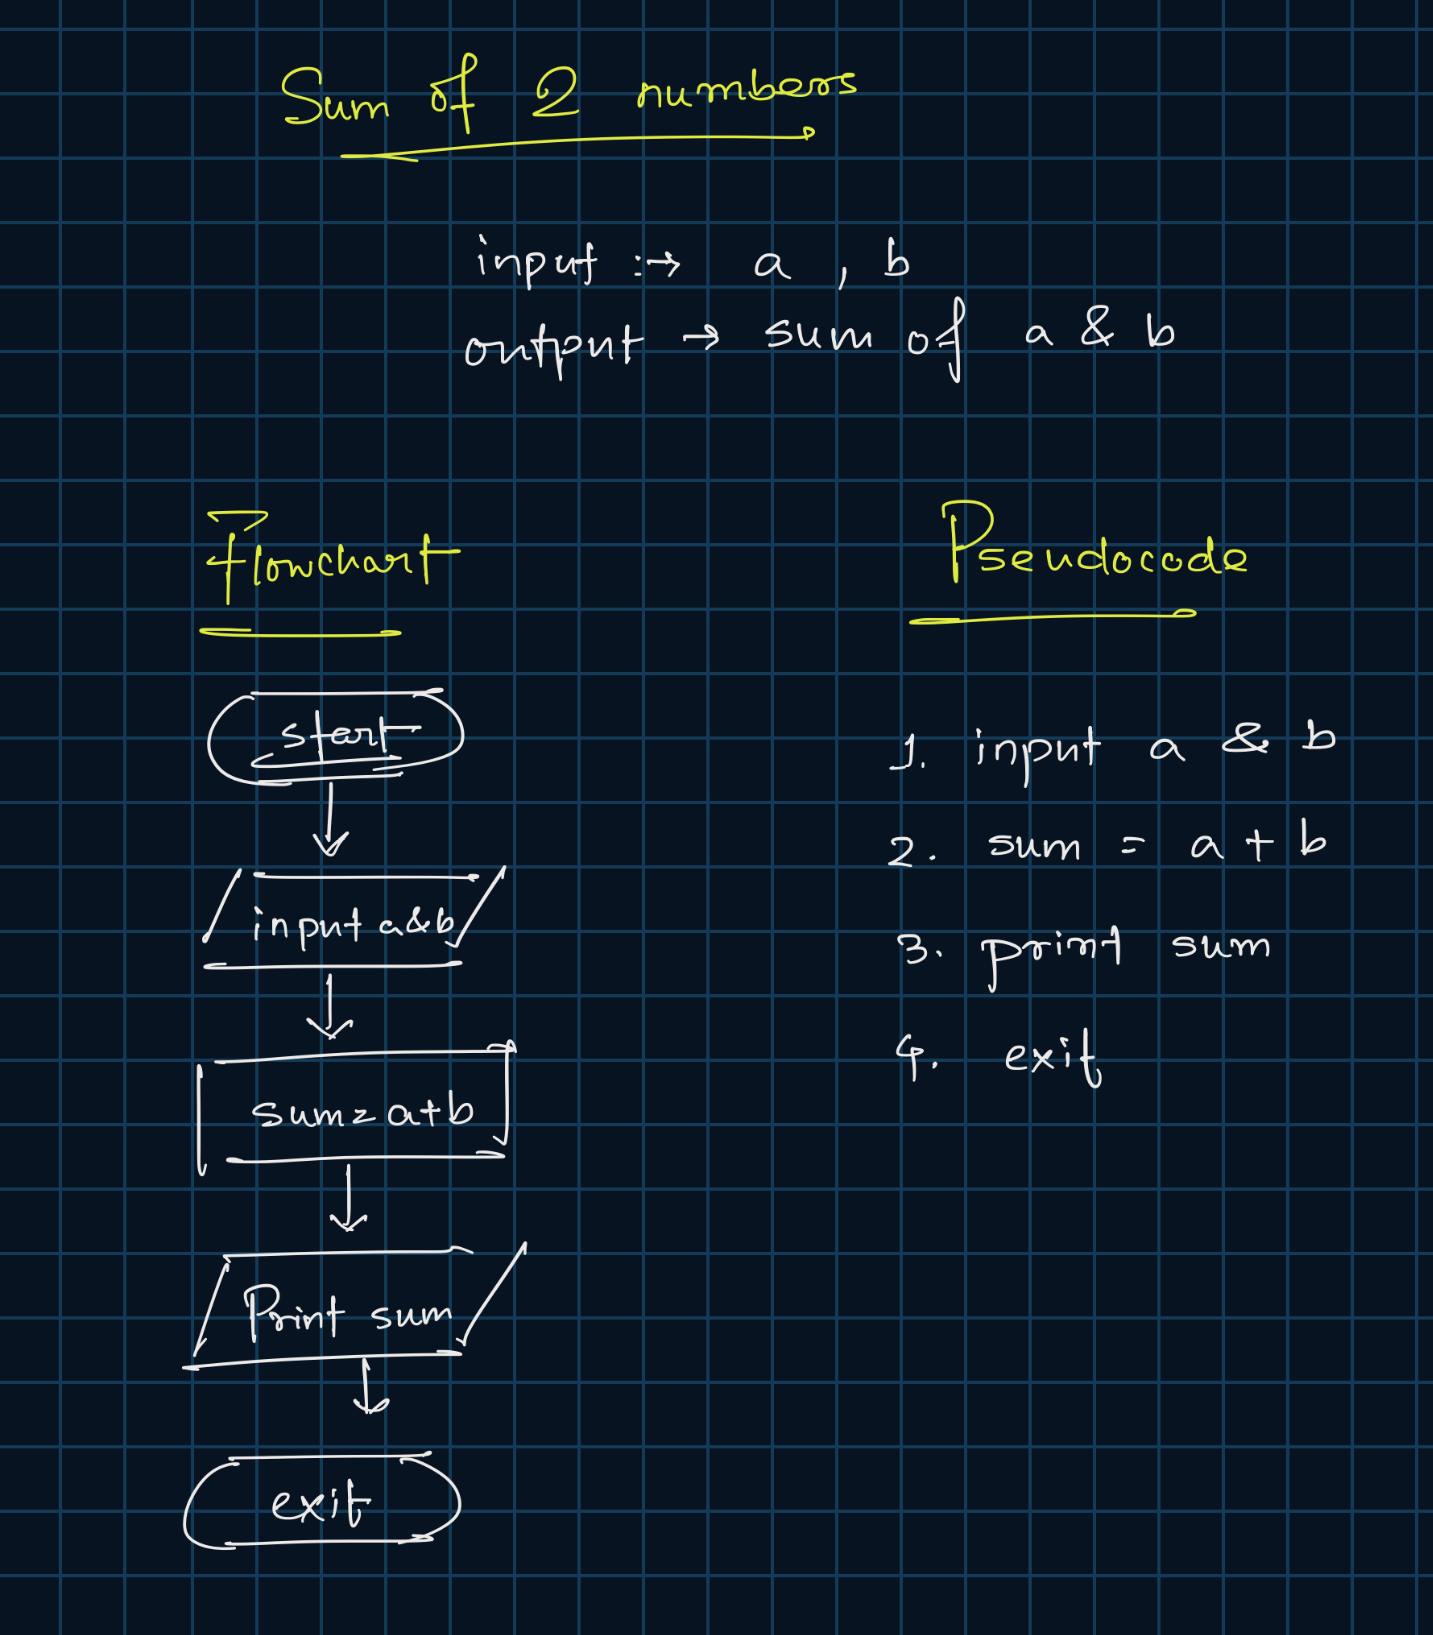 Sum of 2 numbers
input :→ a , b
output → sum of a & b
Flowchart
start
input a&b
sum = a+b
Print sum
exit
Pseudocode
1. input a & b
2. sum = a + b
3. print sum
4. exit